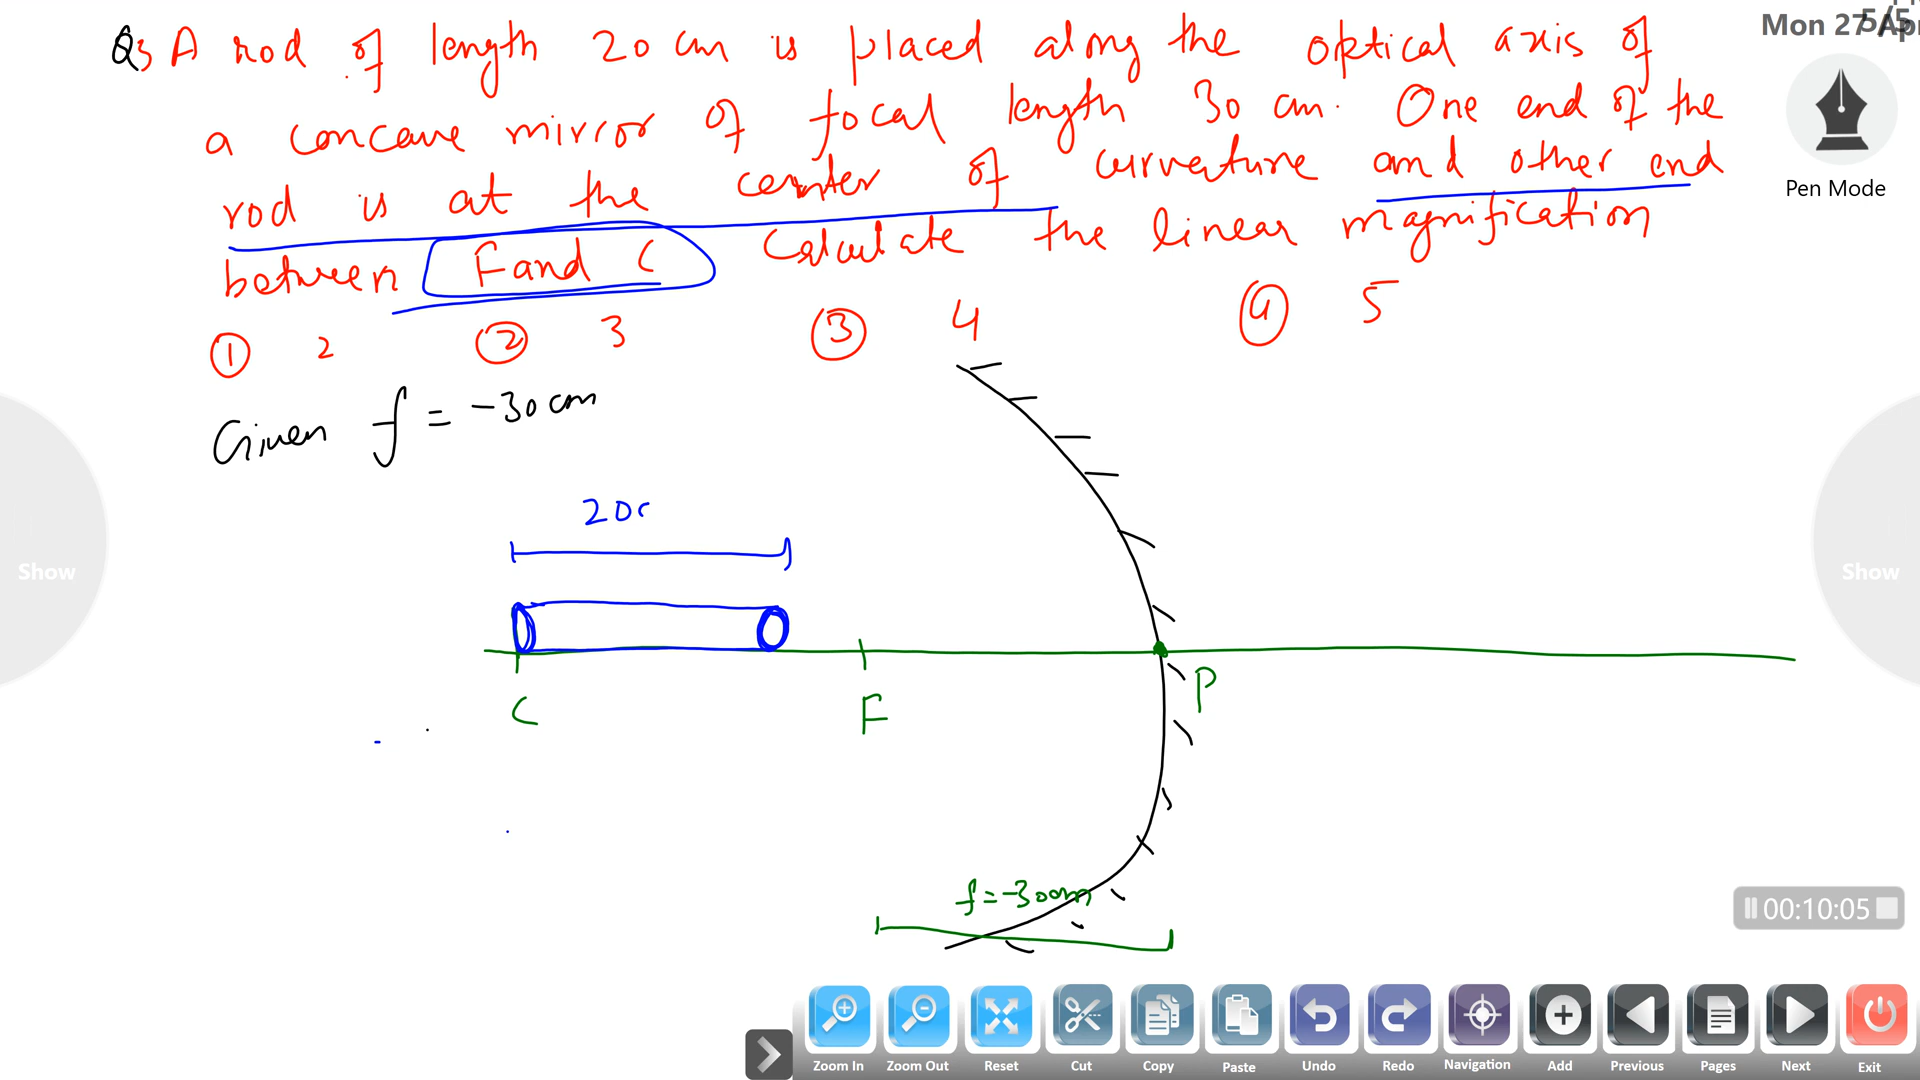 Mon 27 Ap
5/5
Q3 A rod of length 20 cm is placed along the optical axis of
a concave mirror of focal length 30 cm. One end of the
rod is at the center of curvature and other end
between F and C Calculate the linear magnification
① 2 ② 3 ③ 4 ④ 5
Given f = -30 cm
20c
C F P
f = -30cm
Pen Mode
Show
Show
00:10:05
Zoom In Zoom Out Reset Cut Copy Paste Undo Redo Navigation Add Previous Pages Next Exit